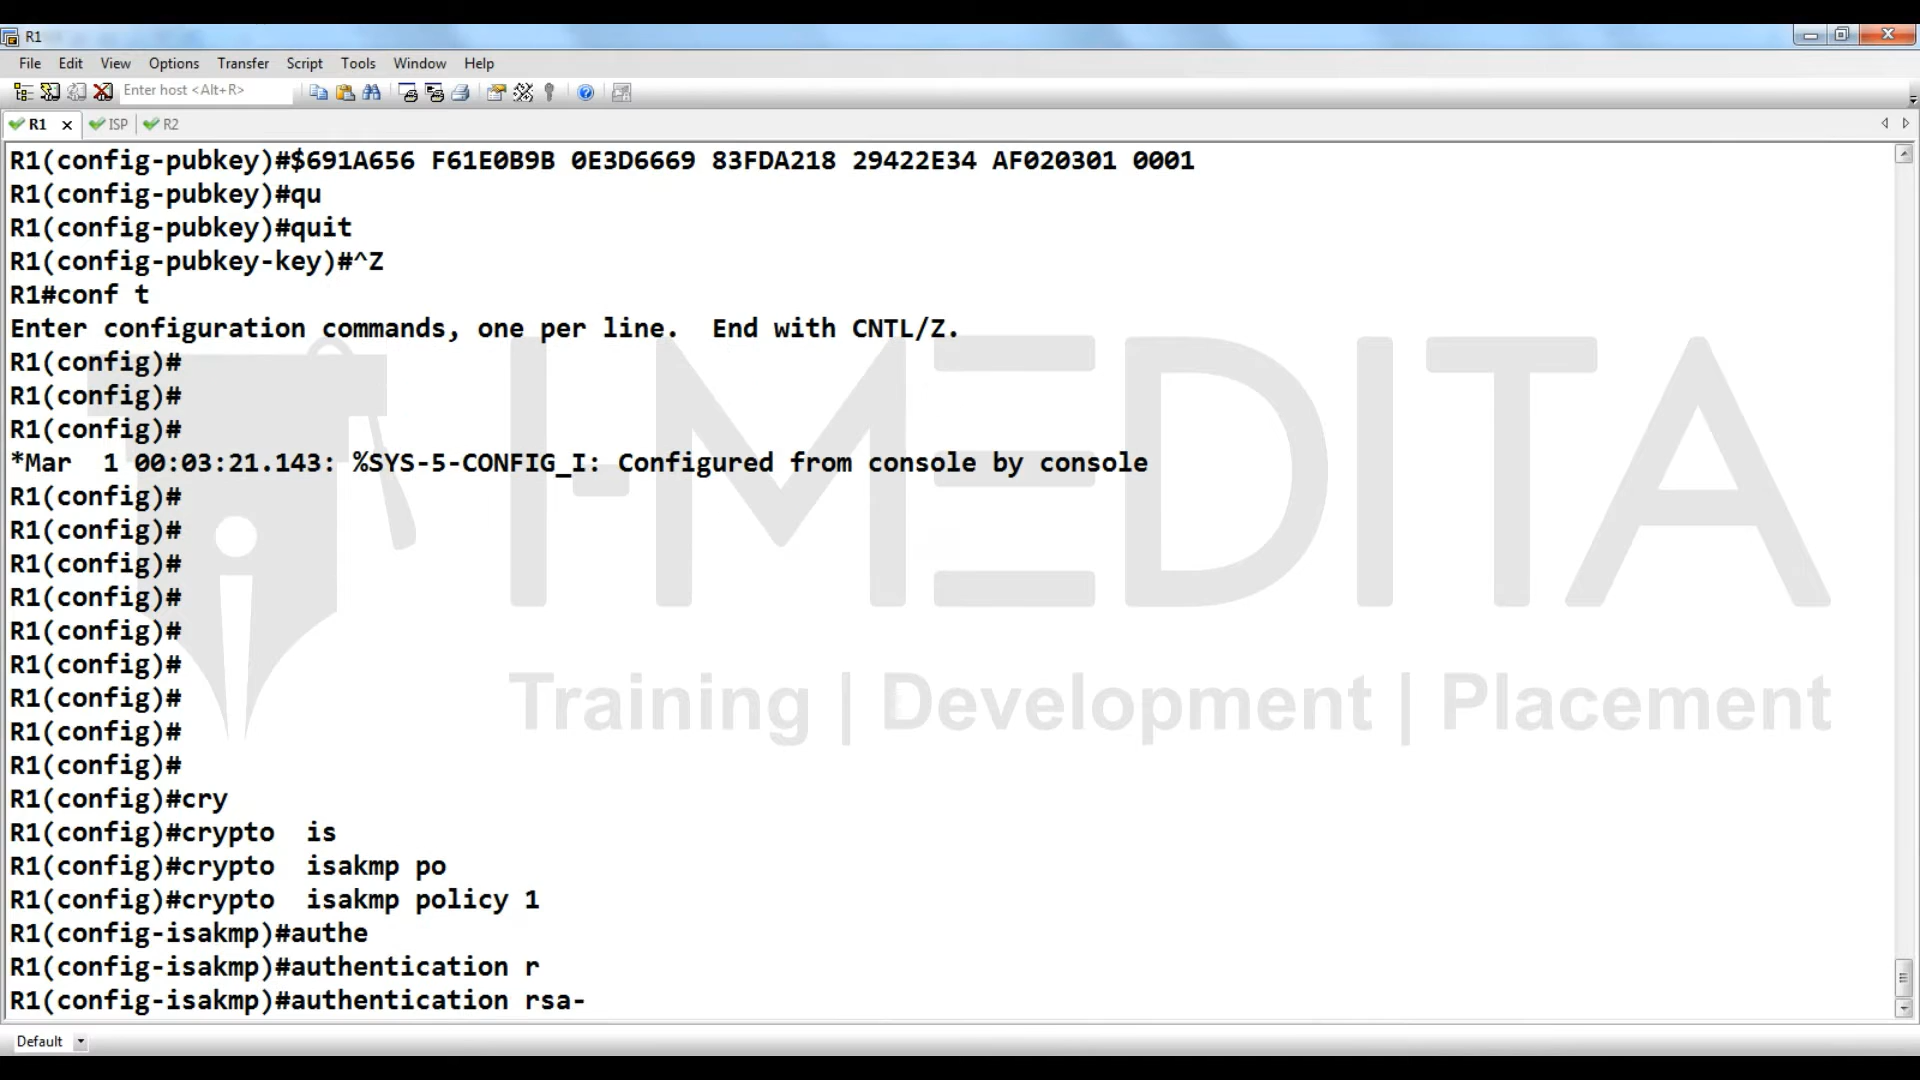 R1
File Edit View Options Transfer Script Tools Window Help
Enter host <Alt+R>
R1 ISP R2
R1(config-pubkey)#$691A656 F61E0B9B 0E3D6669 83FDA218 29422E34 AF020301 0001
R1(config-pubkey)#qu
R1(config-pubkey)#quit
R1(config-pubkey-key)#^Z
R1#conf t
Enter configuration commands, one per line.  End with CNTL/Z.
R1(config)#
R1(config)#
R1(config)#
*Mar  1 00:03:21.143: %SYS-5-CONFIG_I: Configured from console by console
R1(config)#
R1(config)#
R1(config)#
R1(config)#
R1(config)#
R1(config)#
R1(config)#
R1(config)#
R1(config)#
R1(config)#cry
R1(config)#crypto  is
R1(config)#crypto  isakmp po
R1(config)#crypto  isakmp policy 1
R1(config-isakmp)#authe
R1(config-isakmp)#authentication r
R1(config-isakmp)#authentication rsa-
I-MEDITA
Training | Development | Placement
Default